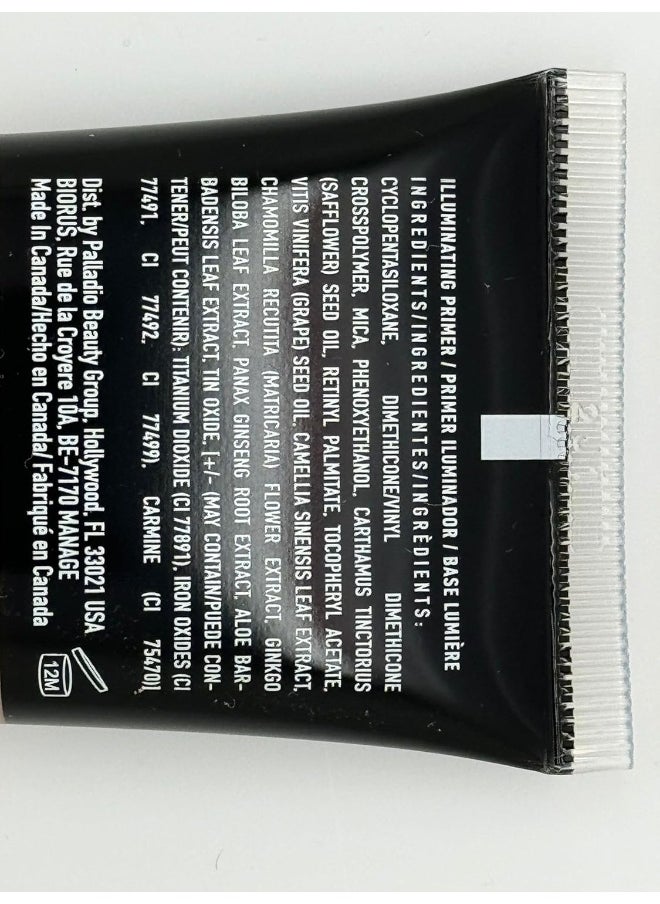 ILLUMINATING PRIMER / PRIMER ILUMINADOR / BASE LUMIÈRE
INGREDIENTS/INGREDIENTES/INGRÈDIENTS:
CYCLOPENTASILOXANE, DIMETHICONE/VINYL DIMETHICONE
CROSSPOLYMER, MICA, PHENOXYETHANOL, CARTHAMUS TINCTORIUS
(SAFFLOWER) SEED OIL, RETINYL PALMITATE, TOCOPHERYL ACETATE,
VITIS VINIFERA (GRAPE) SEED OIL, CAMELLIA SINENSIS LEAF EXTRACT,
CHAMOMILLA RECUTITA (MATRICARIA) FLOWER EXTRACT, GINKGO
BILOBA LEAF EXTRACT, PANAX GINSENG ROOT EXTRACT, ALOE BAR-
BADENSIS LEAF EXTRACT, TIN OXIDE, [+/- (MAY CONTAIN/PUEDE CON-
TENER/PEUT CONTENIR): TITANIUM DIOXIDE (CI 77891), IRON OXIDES (CI
77491, CI 77492, CI 77499), CARMINE (CI 75470)]
Dist. by Palladio Beauty Group, Hollywood, FL 33021 USA
BIORUS, Rue de la Croyere 10A, BE-7170 MANAGE
Made In Canada/Hecho en Canada/ Fabriqué en Canada
12M